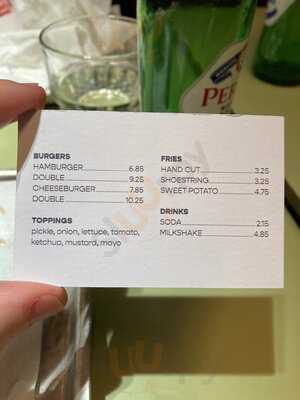 PER
BURGERS
HAMBURGER 6.85
DOUBLE 9.25
CHEESEBURGER 7.85
DOUBLE 10.25
TOPPINGS
pickle, onion, lettuce, tomato,
ketchup, mustard, mayo
FRIES
HAND CUT 3.25
SHOESTRING 3.25
SWEET POTATO 4.75
DRINKS
SODA 2.15
MILKSHAKE 4.85